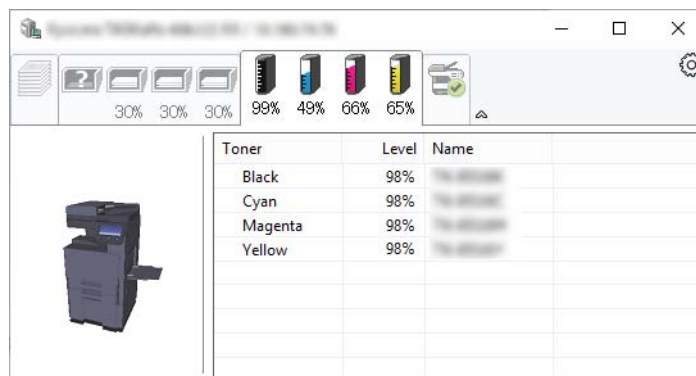 30% 30% 30% 99% 49% 66% 65%
Toner Level Name
Black 98%
Cyan 98%
Magenta 98%
Yellow 98%